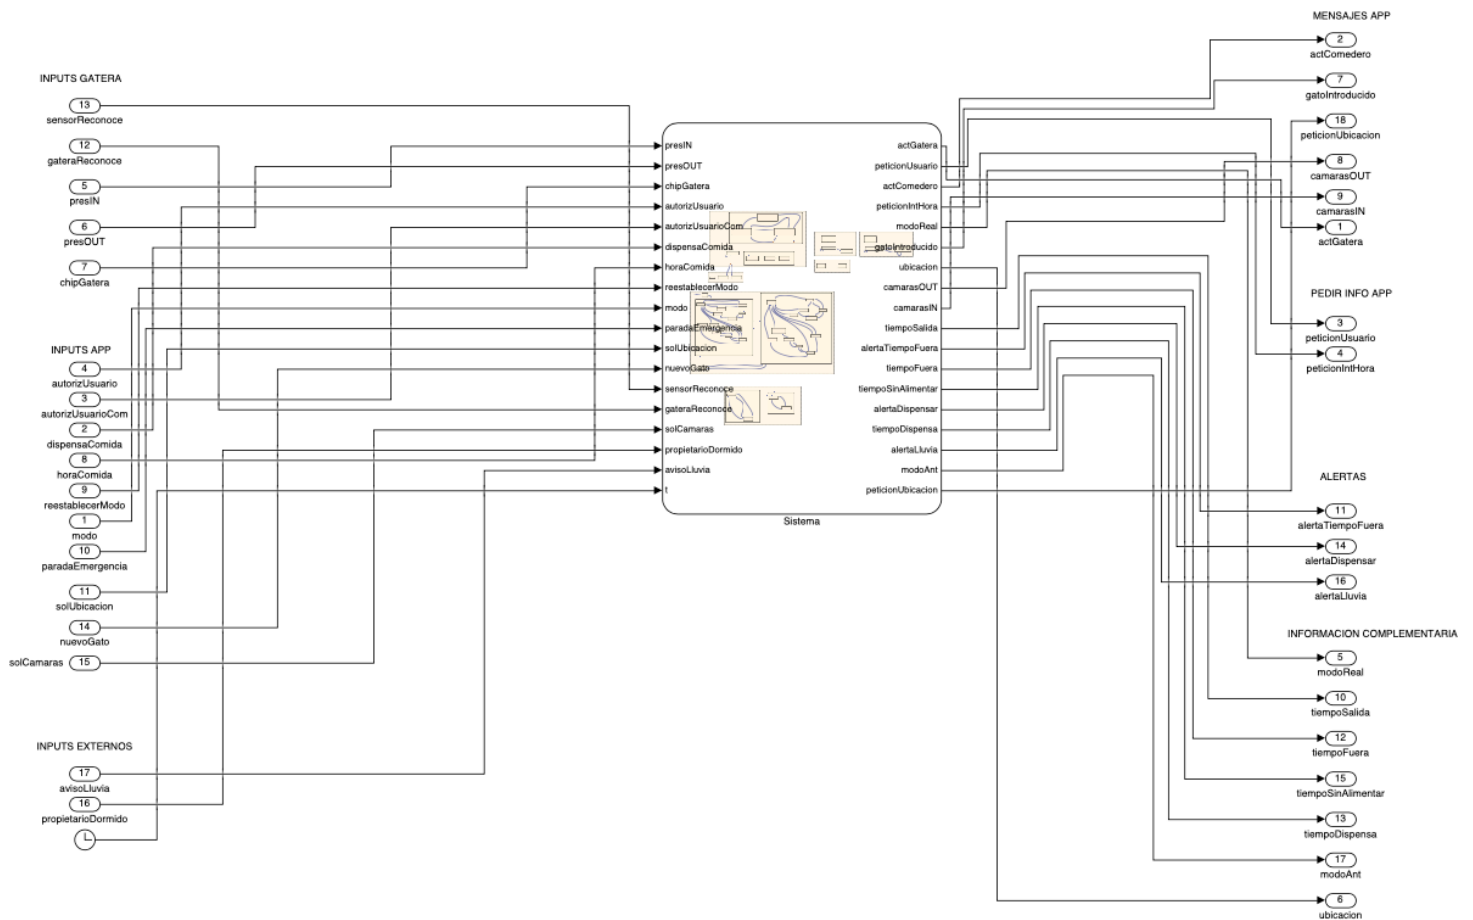 INPUTS GATERA
13
sensorReconoce
12
gateraReconoce
5
presIN
6
presOUT
7
chipGatera
INPUTS APP
4
autorizUsuario
3
autorizUsuarioCom
2
dispensaComida
8
horaComida
9
reestablecerModo
1
modo
10
paradaEmergencia
11
solUbicacion
14
nuevoGato
solCamaras 15
INPUTS EXTERNOS
17
avisoLluvia
16
propietarioDormido
presIN
presOUT
chipGatera
autorizUsuario
autorizUsuarioCom
dispensaComida
horaComida
reestablecerModo
modo
paradaEmergencia
solUbicacion
nuevoGato
sensorReconoce
gateraReconoce
solCamaras
propietarioDormido
avisoLluvia
t
actGatera
peticionUsuario
actComedero
peticionIntHora
modoReal
gatoIntroducido
ubicacion
camarasOUT
camarasIN
tiempoSalida
alertaTiempoFuera
tiempoFuera
tiempoSinAlimentar
alertaDispensar
tiempoDispensa
alertaLluvia
modoAnt
peticionUbicacion
Sistema
MENSAJES APP
2
actComedero
7
gatoIntroducido
18
peticionUbicacion
8
camarasOUT
9
camarasIN
1
actGatera
PEDIR INFO APP
3
peticionUsuario
4
peticionIntHora
ALERTAS
11
alertaTiempoFuera
14
alertaDispensar
16
alertaLluvia
INFORMACION COMPLEMENTARIA
5
modoReal
10
tiempoSalida
12
tiempoFuera
15
tiempoSinAlimentar
13
tiempoDispensa
17
modoAnt
6
ubicacion